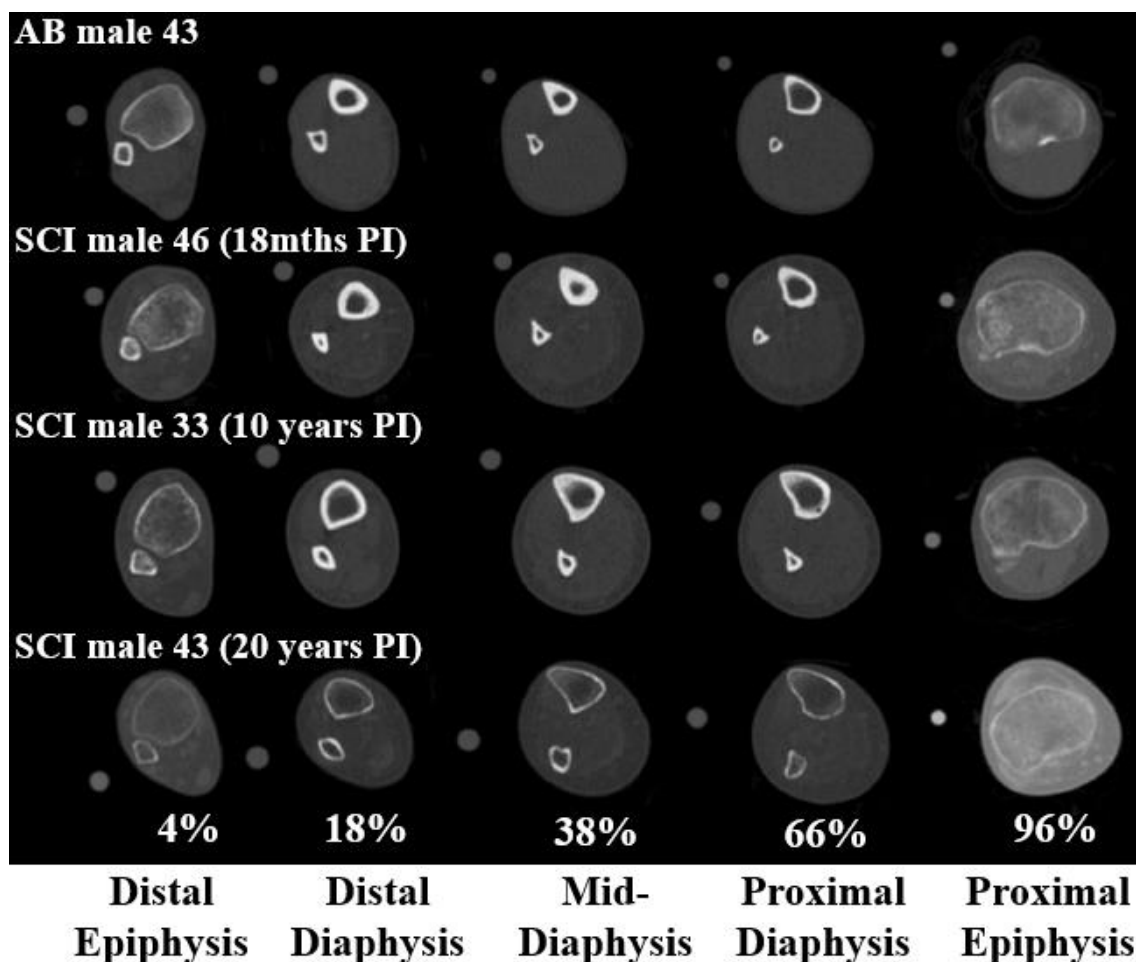 AB male 43
SCI male 46 (18mths PI)
SCI male 33 (10 years PI)
SCI male 43 (20 years PI)
4% 18% 38% 66% 96%
Distal Distal Mid- Proximal Proximal
Epiphysis Diaphysis Diaphysis Diaphysis Epiphysis